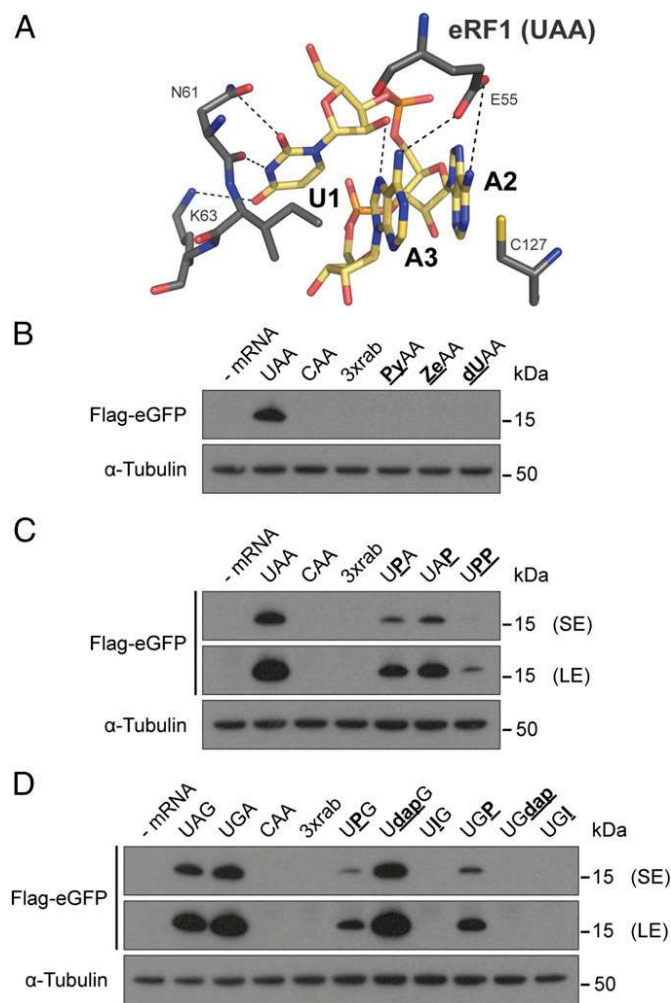 A
eRF1 (UAA)
N61
E55
U1
A2
K63
C127
A3
B
- mRNA UAA CAA 3xrab PyAA ZeAA dUAA kDa
Flag-eGFP
- 15
α-Tubulin
- 50
C
- mRNA UAA CAA 3xrab UPA UAP UPP kDa
Flag-eGFP
- 15 (SE)
- 15 (LE)
α-Tubulin
- 50
D
- mRNA UAG UGA CAA 3xrab UPG UdapG UIG UGP UGdap UGI kDa
Flag-eGFP
- 15 (SE)
- 15 (LE)
α-Tubulin
- 50